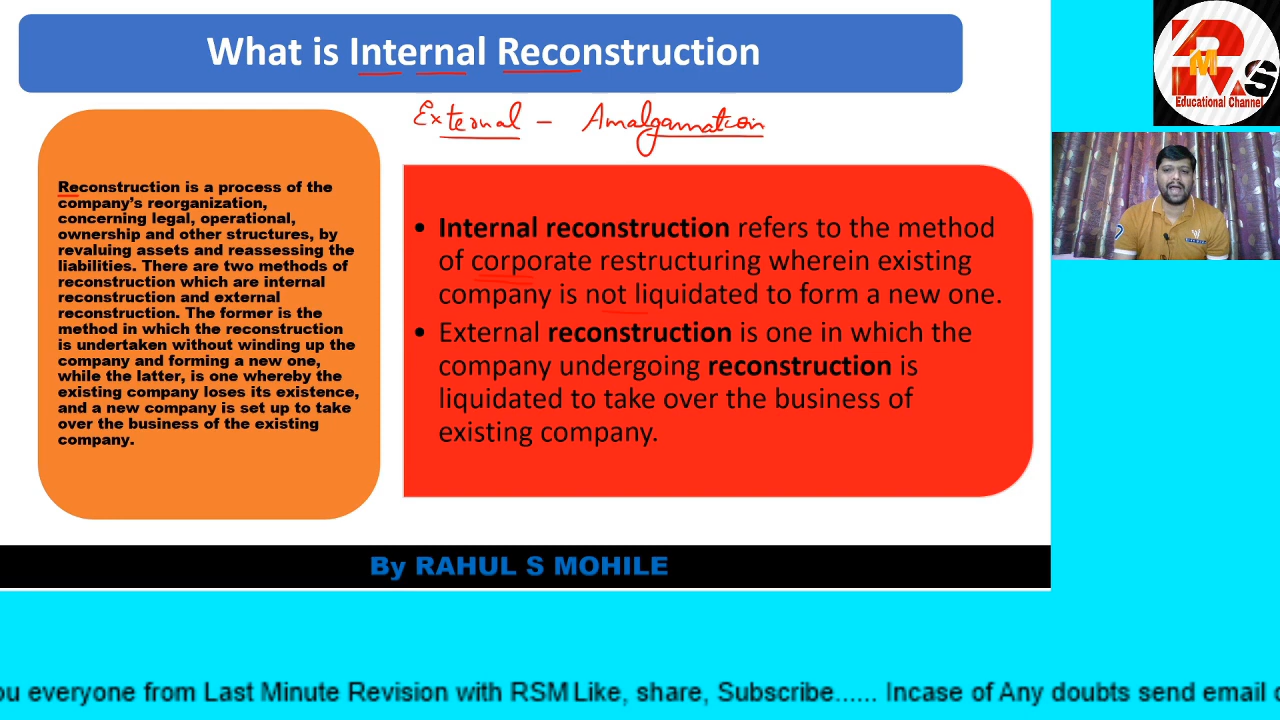 What is Internal Reconstruction
External – Amalgamation
Reconstruction is a process of the
company's reorganization,
concerning legal, operational,
ownership and other structures, by
revaluing assets and reassessing the
liabilities. There are two methods of
reconstruction which are internal
reconstruction and external
reconstruction. The former is the
method in which the reconstruction
is undertaken without winding up the
company and forming a new one,
while the latter, is one whereby the
existing company loses its existence,
and a new company is set up to take
over the business of the existing
company.
• Internal reconstruction refers to the method
of corporate restructuring wherein existing
company is not liquidated to form a new one.
• External reconstruction is one in which the
company undergoing reconstruction is
liquidated to take over the business of
existing company.
By RAHUL S MOHILE
RMS
Educational Channel
ou everyone from Last Minute Revision with RSM Like, share, Subscribe...... Incase of Any doubts send email